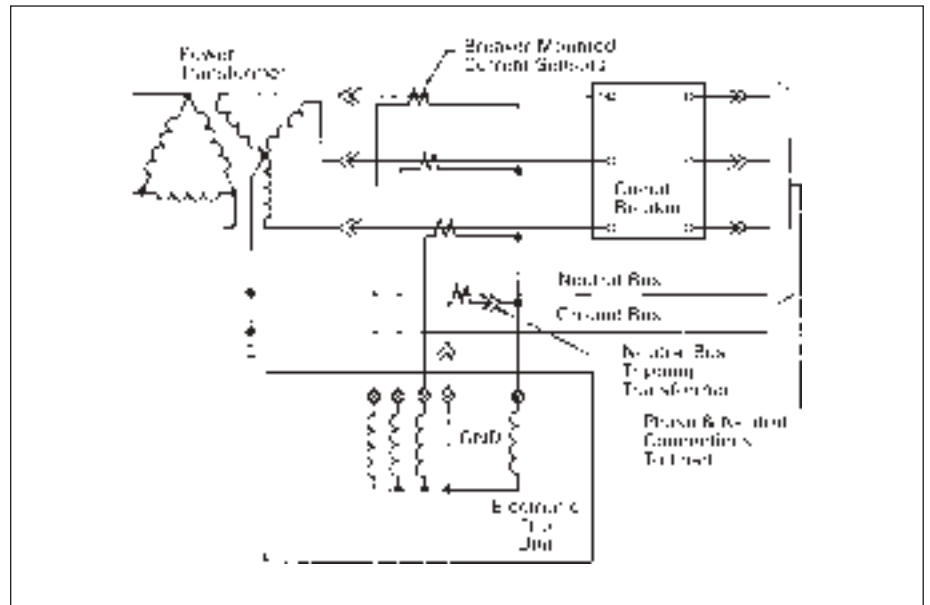 Power
Transformer
Breaker Mounted
Current Sensors
Circuit
Breaker
Neutral Bus
Ground Bus
Neutral Bus
Tripping
Transformer
Phase & Neutral
Connections
To Load
GND
Electronic
Trip
Unit